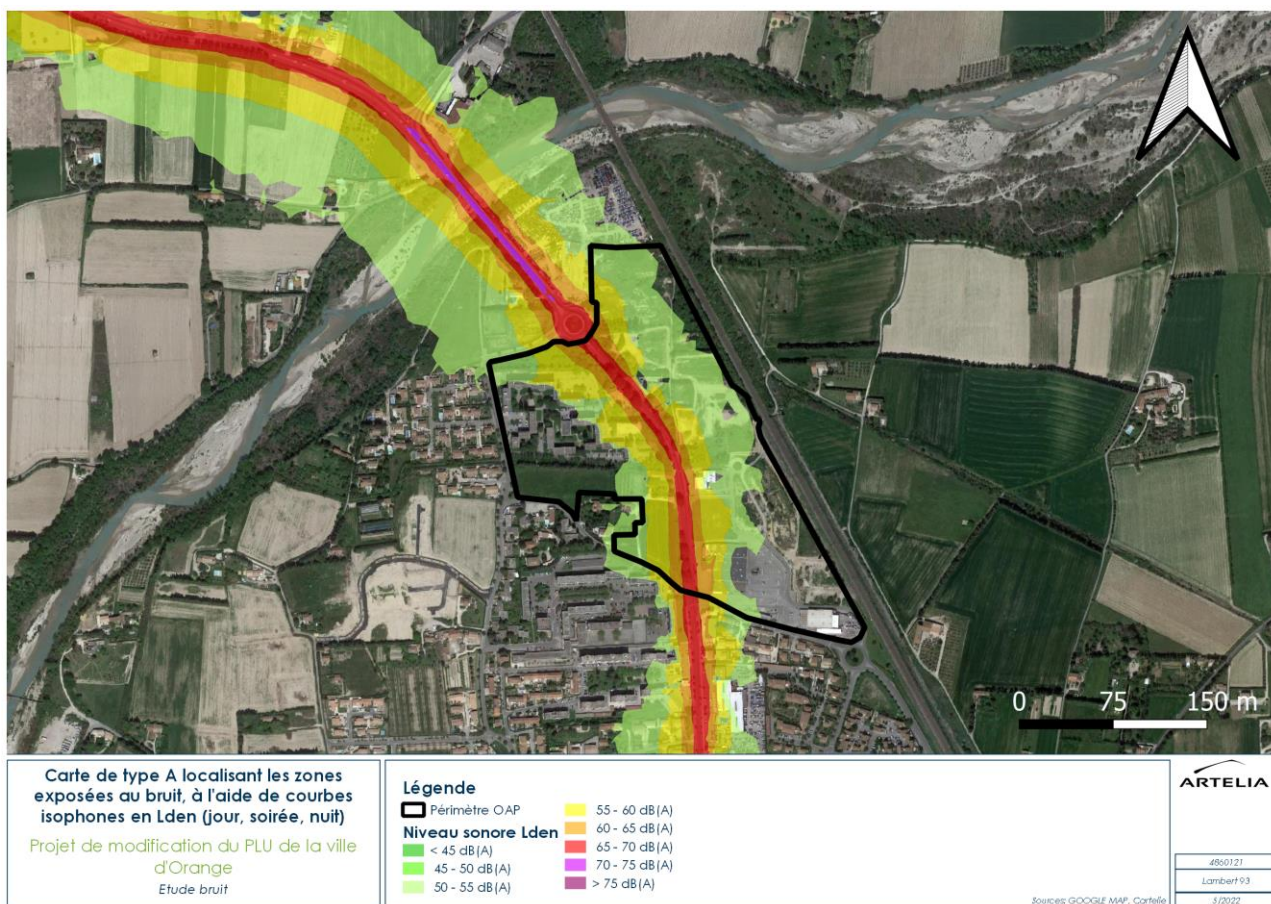 0 75 150 m
Carte de type A localisant les zones
exposées au bruit, à l'aide de courbes
isophones en Lden (jour, soirée, nuit)
Projet de modification du PLU de la ville
d'Orange
Etude bruit
Légende
Périmètre OAP
Niveau sonore Lden
< 45 dB(A)
45 - 50 dB(A)
50 - 55 dB(A)
55 - 60 dB(A)
60 - 65 dB(A)
65 - 70 dB(A)
70 - 75 dB(A)
> 75 dB(A)
Sources: GOOGLE MAP, Cartelie
ARTELIA
4860121
Lambert 93
5/2022